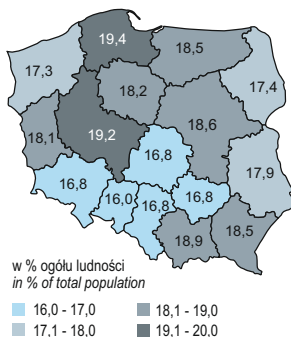 19,4
18,5
17,3
17,4
18,2
18,6
18,1
19,2
16,8
17,9
16,8
16,0
16,8
16,8
18,9
18,5
w % ogółu ludności
in % of total population
16,0 - 17,0
18,1 - 19,0
17,1 - 18,0
19,1 - 20,0